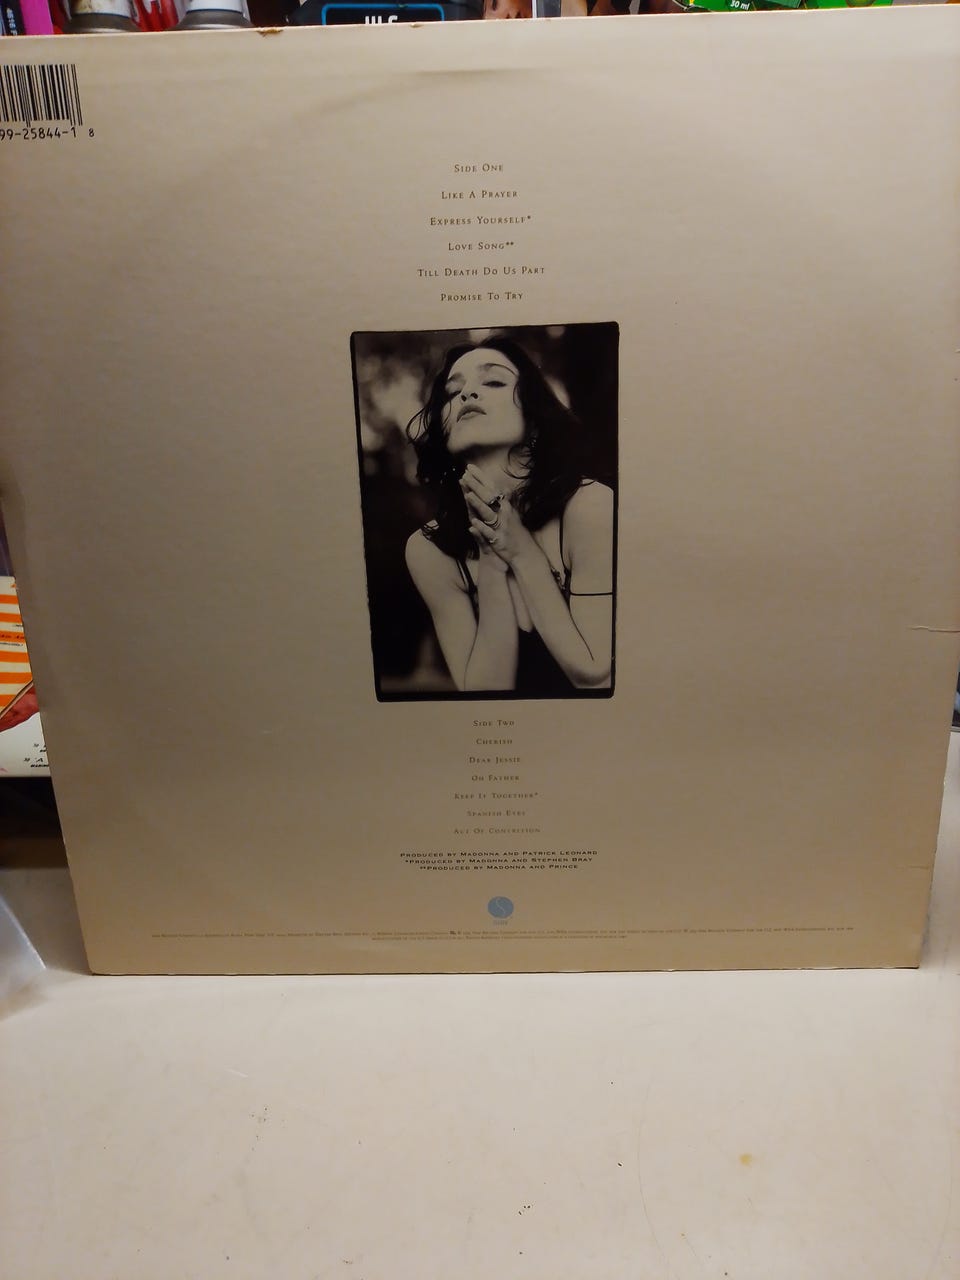 30 ml
99-25844-1 8
SIDE ONE
LIKE A PRAYER
EXPRESS YOURSELF*
LOVE SONG**
TILL DEATH DO US PART
PROMISE TO TRY
SIDE TWO
CHERISH
DEAR JESSIE
OH FATHER
KEEP IT TOGETHER*
SPANISH EYES
ACT OF CONTRITION
PRODUCED BY MADONNA AND PATRICK LEONARD
*PRODUCED BY MADONNA AND STEPHEN BRAY
**PRODUCED BY MADONNA AND PRINCE